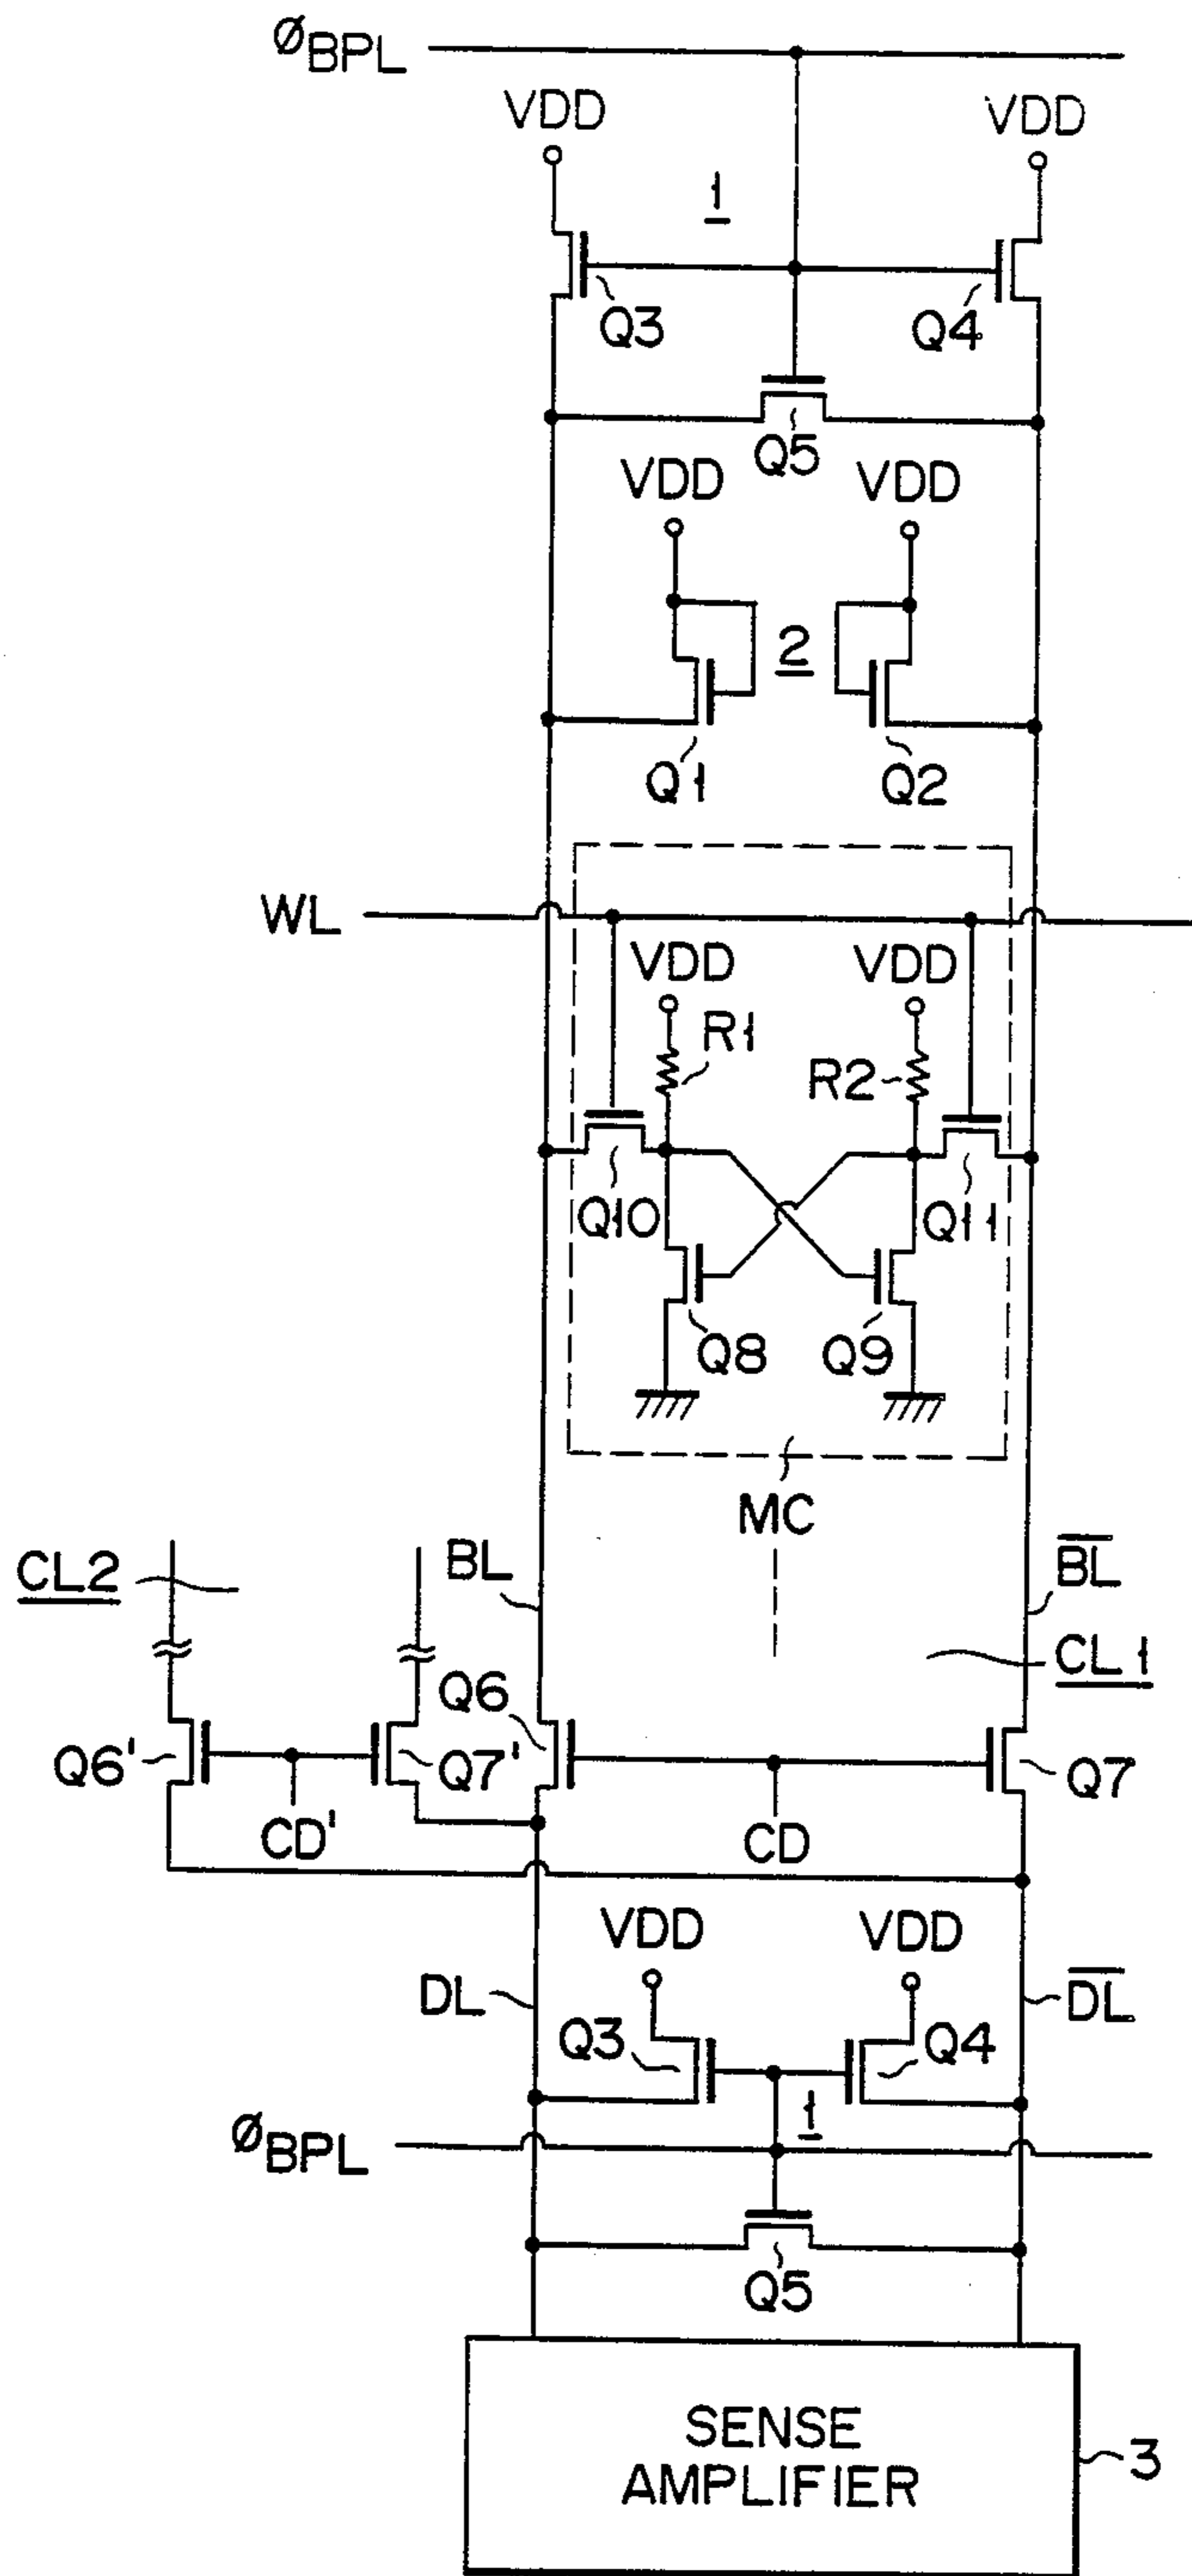 ØBPL
VDD VDD
1
Q3 Q4
Q5
VDD VDD
2
Q1 Q2
WL
VDD VDD
R1
R2
Q10 Q11
Q8 Q9
MC
CL2 BL B̅L̅
CL1
Q6
Q6' Q7' Q7
CD' CD
VDD VDD
DL D̅L̅
Q3 Q4
1
ØBPL
Q5
SENSE
AMPLIFIER
3